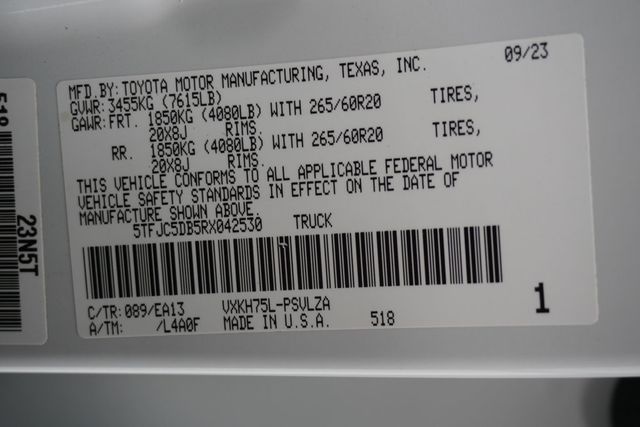 MFD.BY:TOYOTA MOTOR MANUFACTURING, TEXAS, INC. 09/23
GVWR:3455KG (7615LB)
GAWR:FRT. 1850KG (4080LB) WITH 265/60R20 TIRES,
20X8J RIMS.
RR. 1850KG (4080LB) WITH 265/60R20 TIRES,
20X8J RIMS.
THIS VEHICLE CONFORMS TO ALL APPLICABLE FEDERAL MOTOR
VEHICLE SAFETY STANDARDS IN EFFECT ON THE DATE OF
MANUFACTURE SHOWN ABOVE.
5TFJC5DB5RX042530 TRUCK
C/TR:089/EA13 VXKH75L-PSVLZA
A/TM: /L4A0F MADE IN U.S.A. 518
1
23N5T